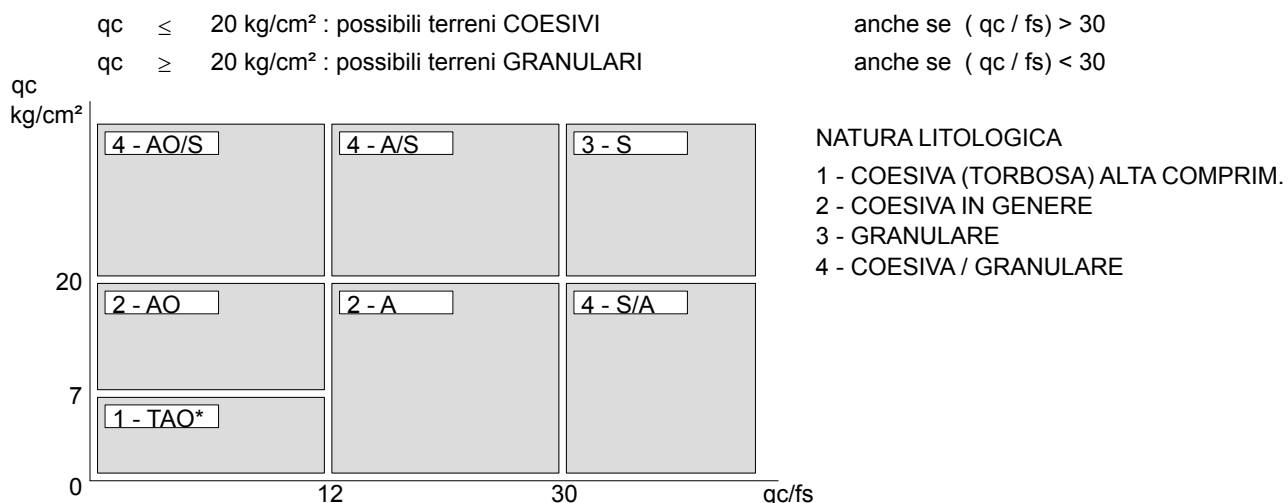 qc ≤ 20 kg/cm² : possibili terreni COESIVI anche se ( qc / fs) > 30
qc ≥ 20 kg/cm² : possibili terreni GRANULARI anche se ( qc / fs) < 30
qc
kg/cm²
4 - AO/S 4 - A/S 3 - S
NATURA LITOLOGICA
1 - COESIVA (TORBOSA) ALTA COMPRIM.
2 - COESIVA IN GENERE
3 - GRANULARE
4 - COESIVA / GRANULARE
20
2 - AO 2 - A 4 - S/A
7
1 - TAO*
0
12 30 qc/fs